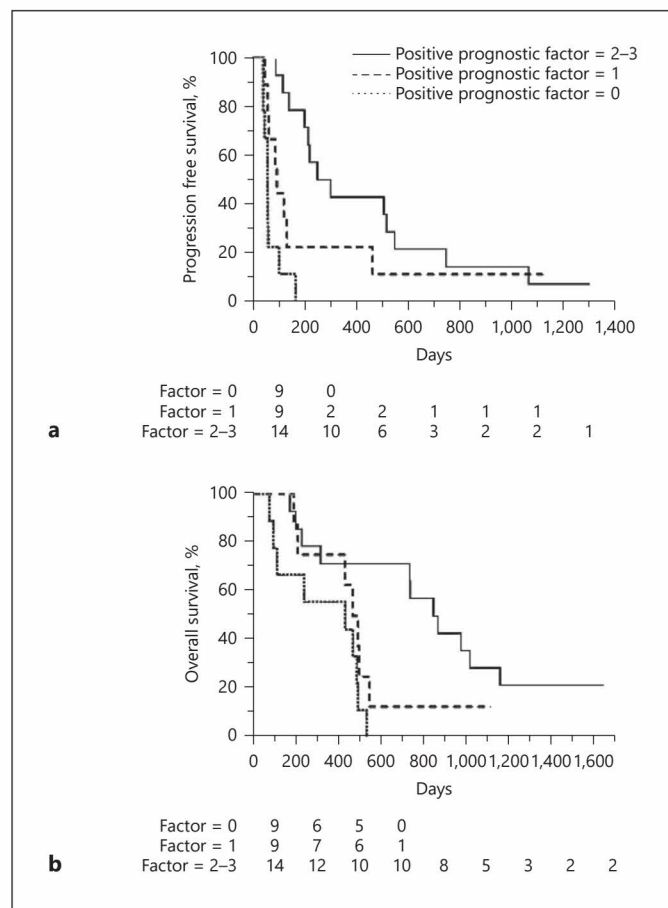 100
80
60
40
20
0
Progression free survival, %
Positive prognostic factor = 2–3
Positive prognostic factor = 1
Positive prognostic factor = 0
0 200 400 600 800 1,000 1,200 1,400
Days
Factor = 0 9 0
Factor = 1 9 2 2 1 1 1
Factor = 2–3 14 10 6 3 2 2 1
a
100
80
60
40
20
0
Overall survival, %
0 200 400 600 800 1,000 1,200 1,400 1,600
Days
Factor = 0 9 6 5 0
Factor = 1 9 7 6 1
Factor = 2–3 14 12 10 10 8 5 3 2 2
b